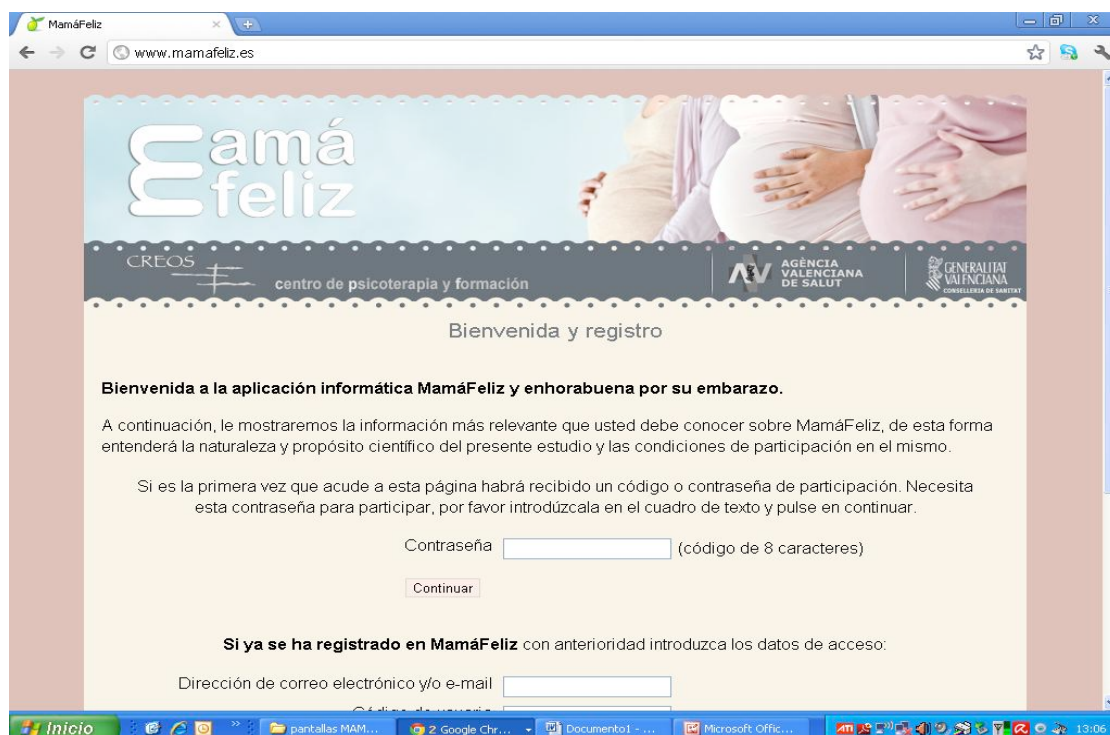 MamáFeliz
www.mamafeliz.es
mamá
feliz
CREOS
centro de psicoterapia y formación
AGÈNCIA
VALENCIANA
DE SALUT
GENERALITAT
VALENCIANA
CONSELLERIA DE SANITAT
Bienvenida y registro
Bienvenida a la aplicación informática MamáFeliz y enhorabuena por su embarazo.
A continuación, le mostraremos la información más relevante que usted debe conocer sobre MamáFeliz, de esta forma
entenderá la naturaleza y propósito científico del presente estudio y las condiciones de participación en el mismo.
Si es la primera vez que acude a esta página habrá recibido un código o contraseña de participación. Necesita
esta contraseña para participar, por favor introdúzcala en el cuadro de texto y pulse en continuar.
Contraseña (código de 8 caracteres)
Continuar
Si ya se ha registrado en MamáFeliz con anterioridad introduzca los datos de acceso:
Dirección de correo electrónico y/o e-mail
Código de usuario
Inicio pantallas MAM... 2 Google Chr... Documento1 - ... Microsoft Offic... ATI 13:06